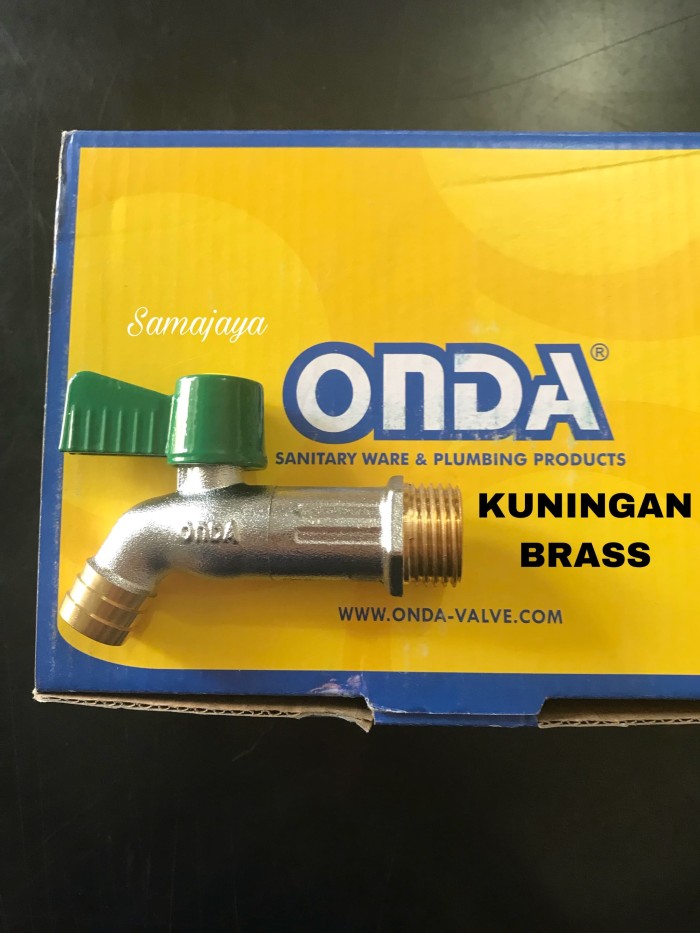 Samajaya
ONDA®
SANITARY WARE & PLUMBING PRODUCTS
KUNINGAN
BRASS
ONDA
WWW.ONDA-VALVE.COM